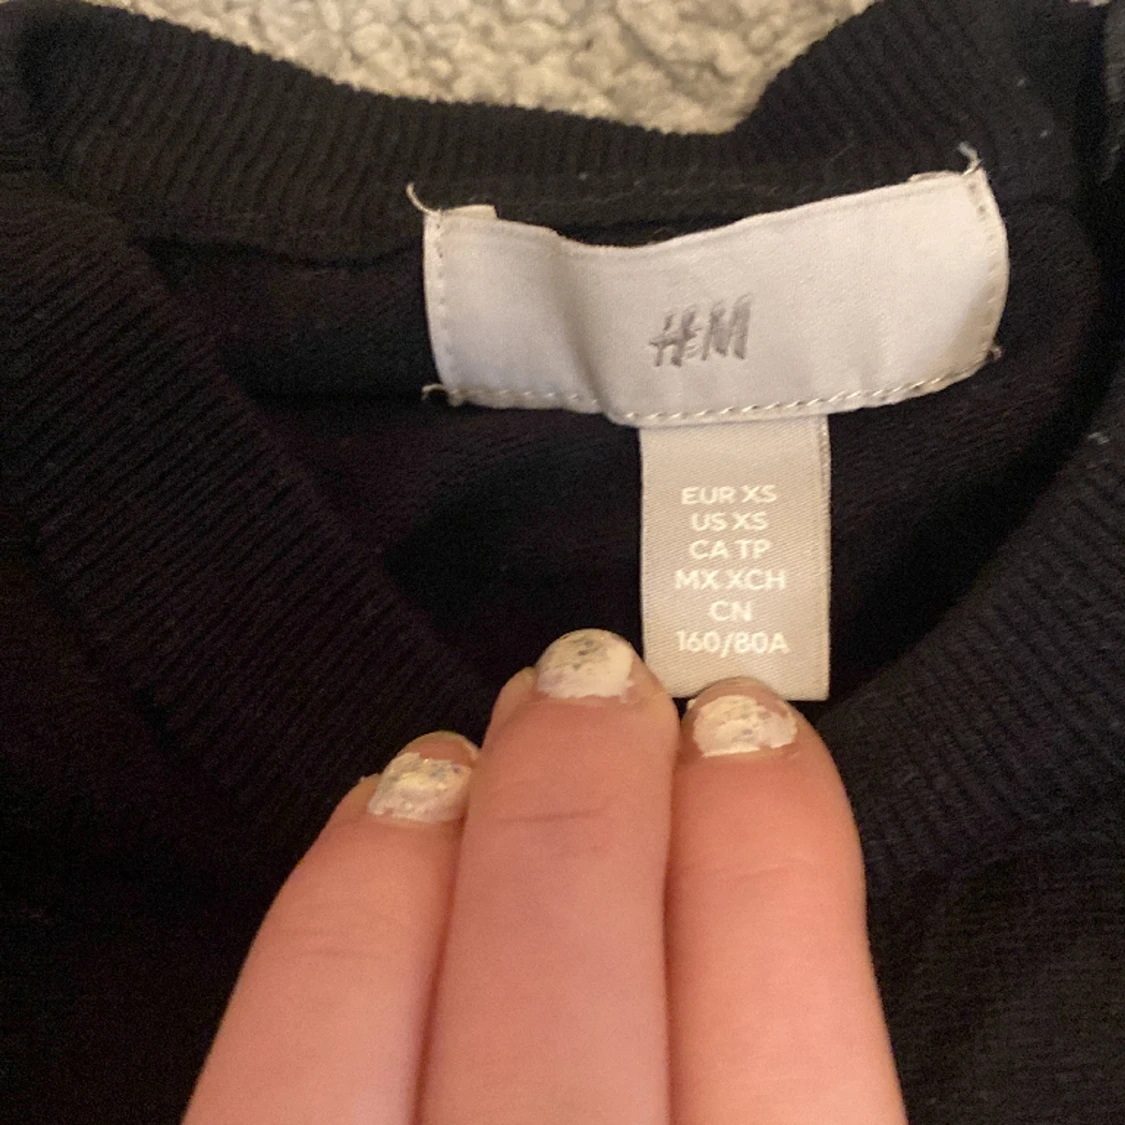 H&M
EUR XS
US XS
CA TP
MX XCH
CN
160/80A